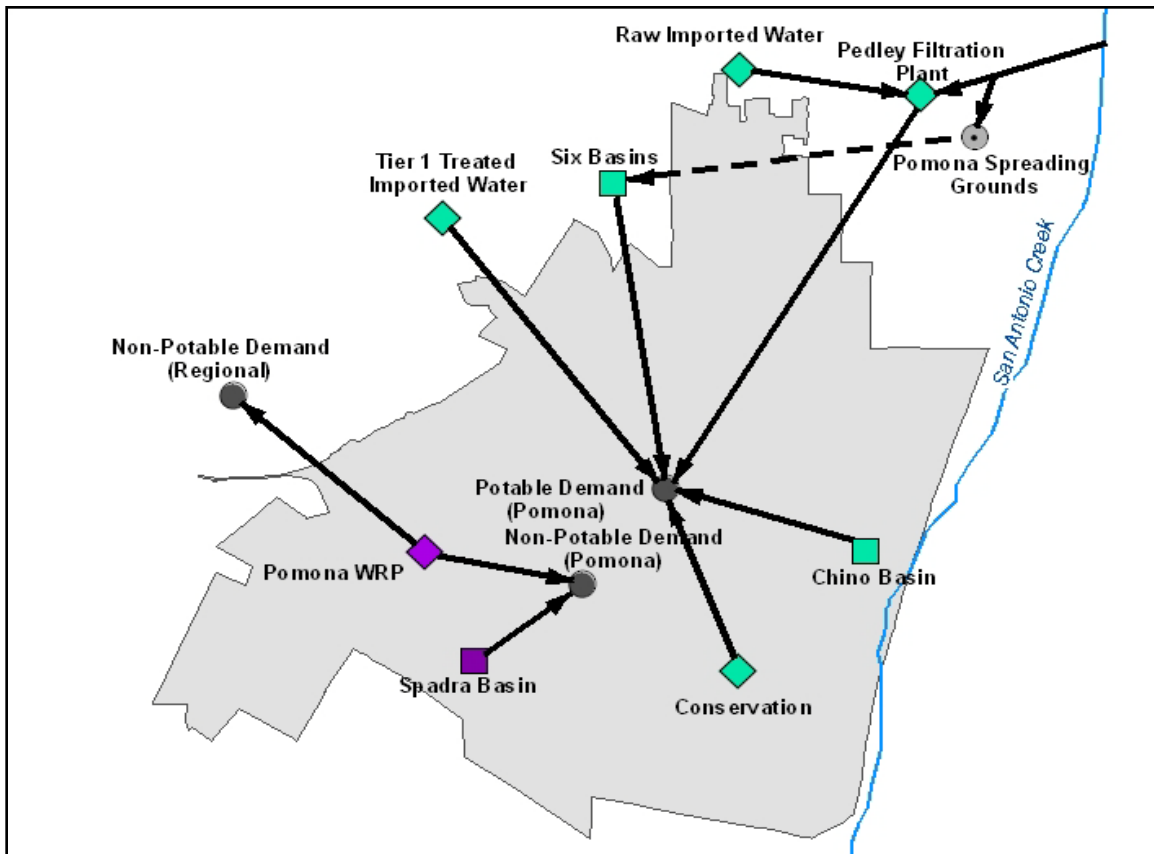 Raw Imported Water
Pedley Filtration
Plant
Tier 1 Treated
Imported Water
Six Basins
Pomona Spreading
Grounds
San Antonio Creek
Non-Potable Demand
(Regional)
Potable Demand
(Pomona)
Non-Potable Demand
(Pomona)
Pomona WRP
Chino Basin
Spadra Basin
Conservation